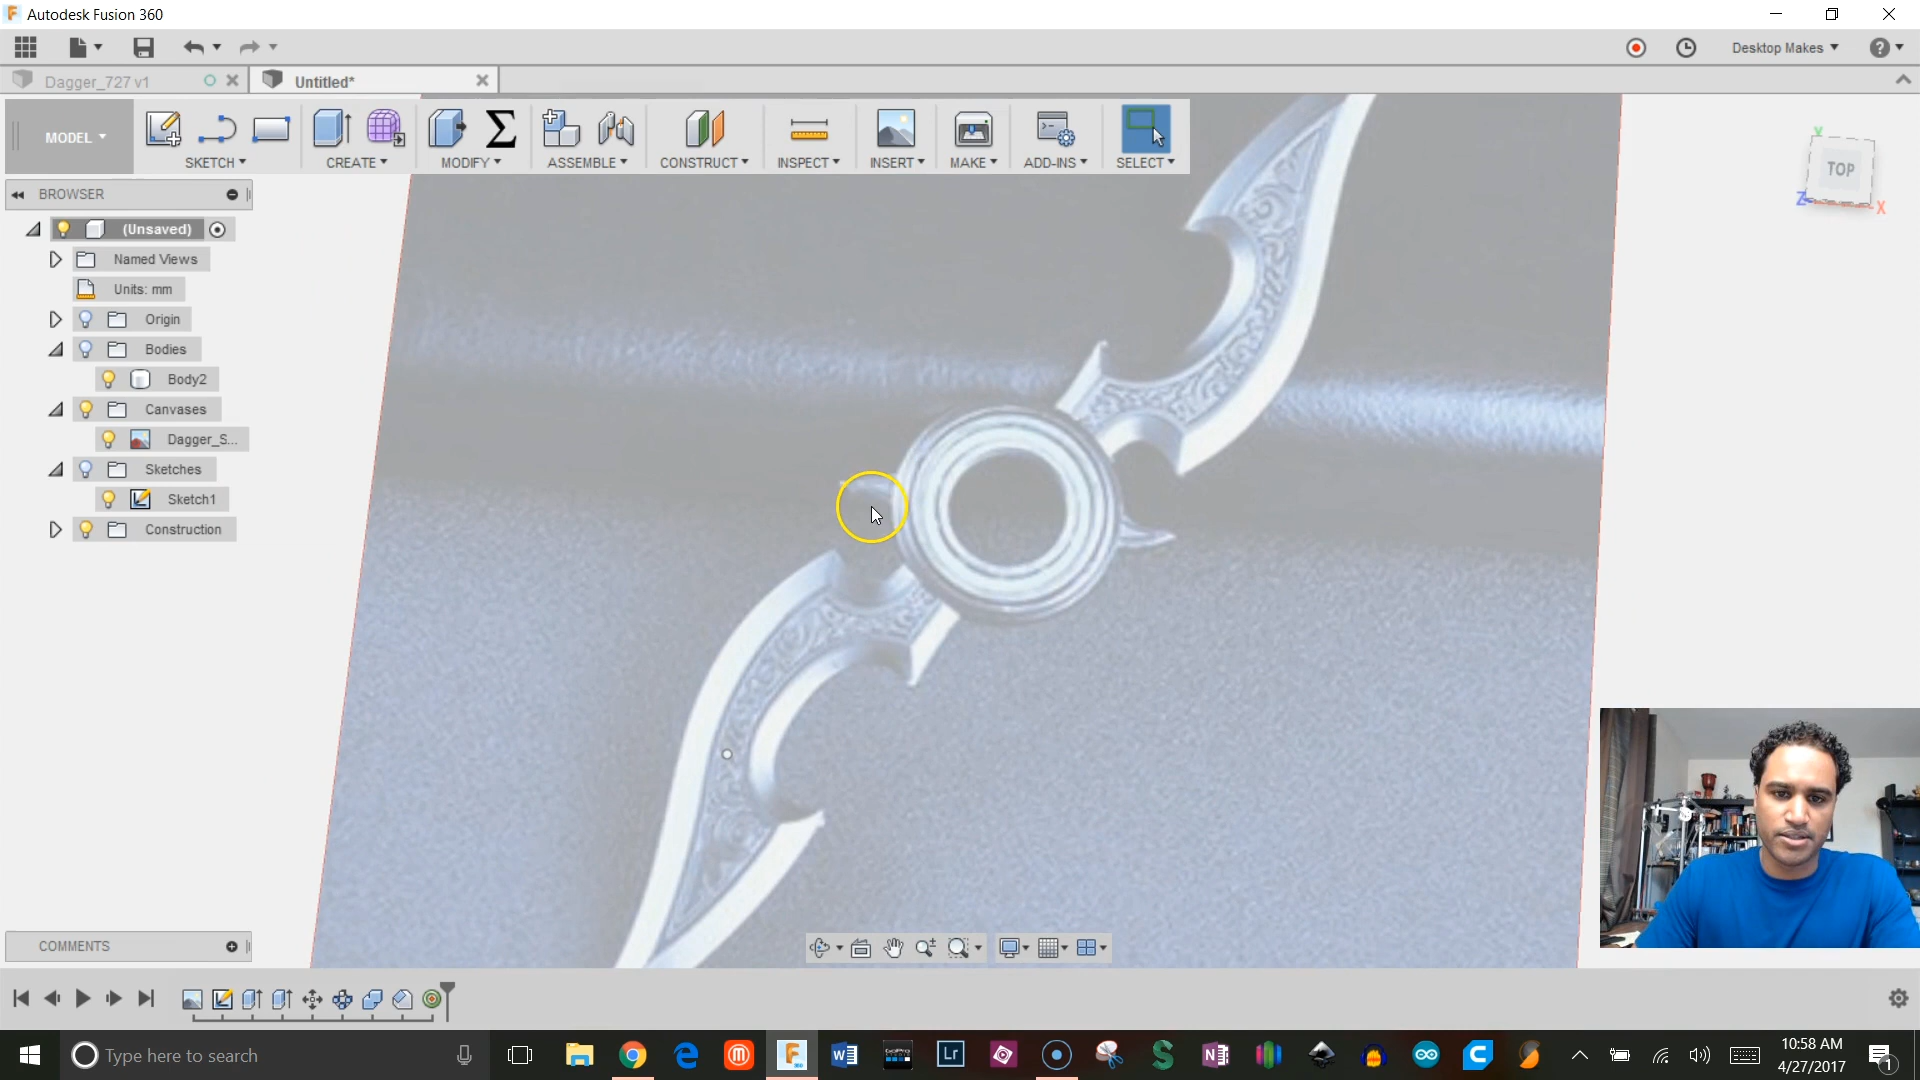 Autodesk Fusion 360
Desktop Makes
Dagger_727 v1
Untitled*
MODEL
SKETCH
CREATE
MODIFY
ASSEMBLE
CONSTRUCT
INSPECT
INSERT
MAKE
ADD-INS
SELECT
TOP
Y
Z
X
BROWSER
(Unsaved)
Named Views
Units: mm
Origin
Bodies
Body2
Canvases
Dagger_S...
Sketches
Sketch1
Construction
COMMENTS
Type here to search
Lr
10:58 AM
4/27/2017
1